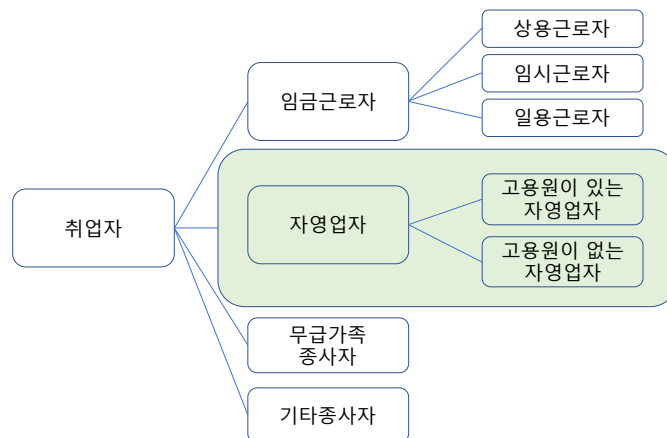 취업자
임금근로자
상용근로자
임시근로자
일용근로자
자영업자
고용원이 있는
자영업자
고용원이 없는
자영업자
무급가족
종사자
기타종사자